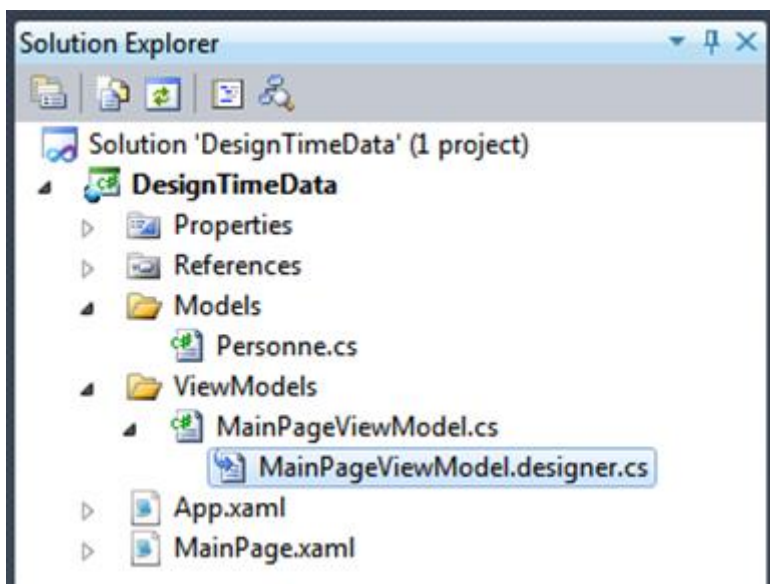 Solution Explorer
Solution 'DesignTimeData' (1 project)
DesignTimeData
Properties
References
Models
Personne.cs
ViewModels
MainPageViewModel.cs
MainPageViewModel.designer.cs
App.xaml
MainPage.xaml